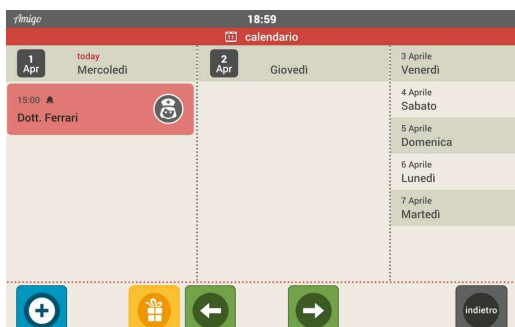 Amigo
18:59
11 calendario
1 Apr
today
Mercoledì
2 Apr
Giovedì
15:00
Dott. Ferrari
3 Aprile
Venerdì
4 Aprile
Sabato
5 Aprile
Domenica
6 Aprile
Lunedì
7 Aprile
Martedì
indietro